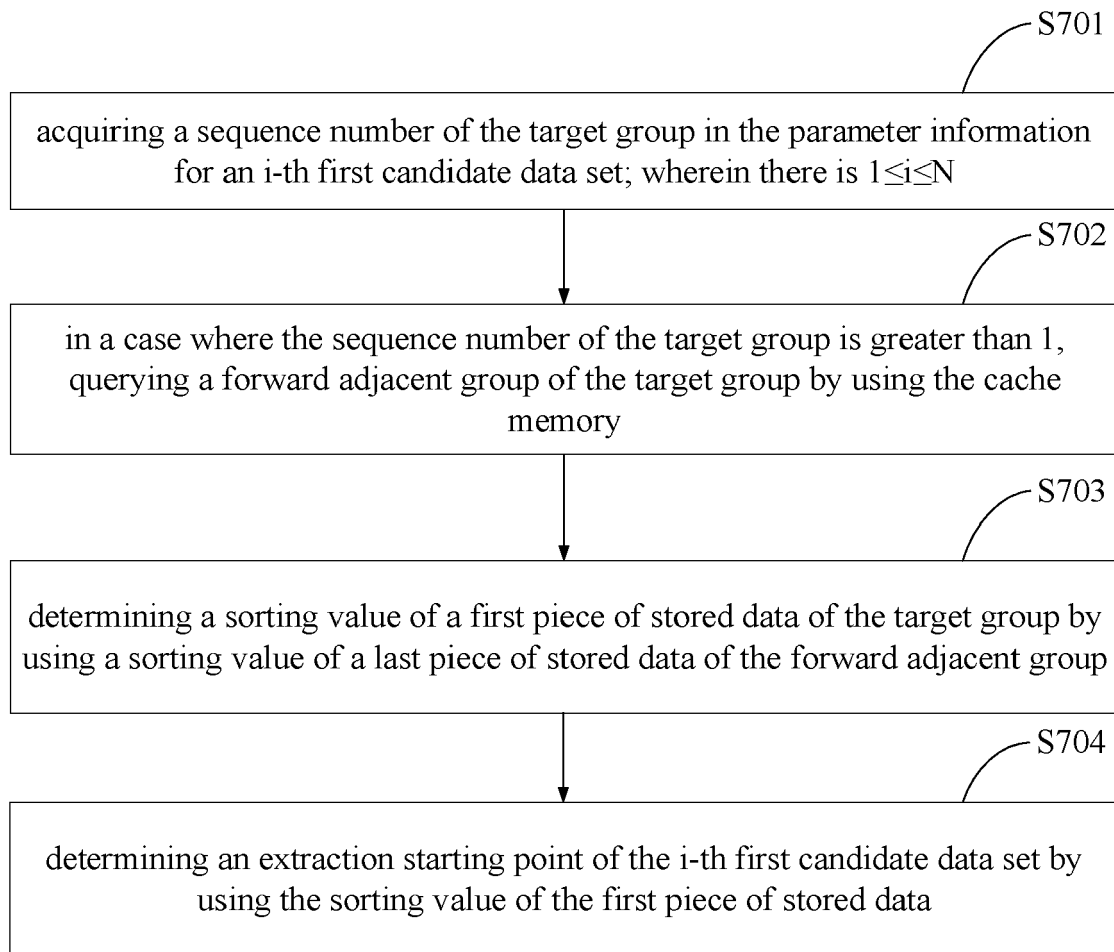 S701
acquiring a sequence number of the target group in the parameter information
for an i-th first candidate data set; wherein there is 1≤i≤N
S702
in a case where the sequence number of the target group is greater than 1,
querying a forward adjacent group of the target group by using the cache
memory
S703
determining a sorting value of a first piece of stored data of the target group by
using a sorting value of a last piece of stored data of the forward adjacent group
S704
determining an extraction starting point of the i-th first candidate data set by
using the sorting value of the first piece of stored data